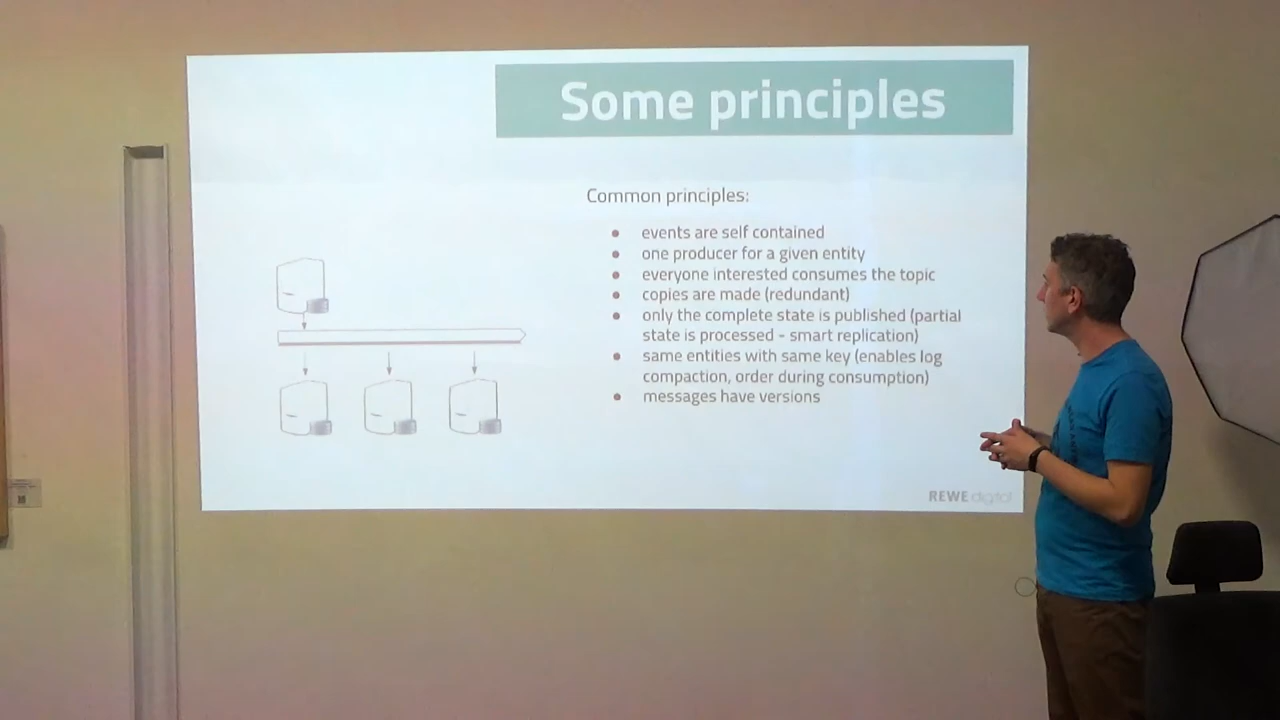 Some principles
Common principles:
events are self contained
one producer for a given entity
everyone interested consumes the topic
copies are made (redundant)
only the complete state is published (partial
state is processed - smart replication)
same entities with same key (enables log
compaction, order during consumption)
messages have versions
REWE digital